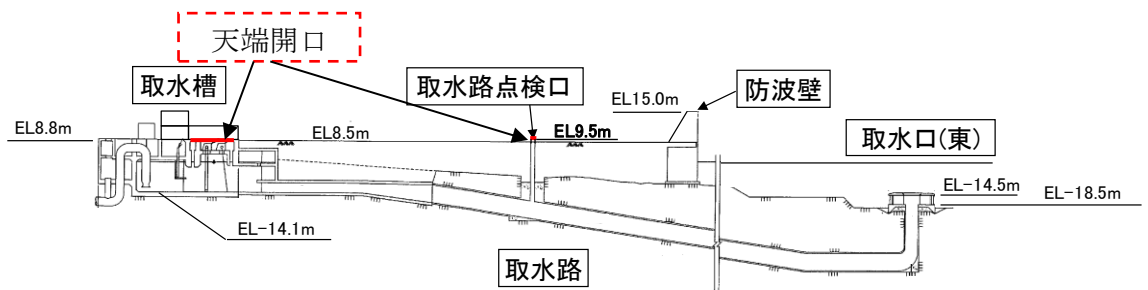 天端開口
取水槽
取水路点検口
防波壁
EL15.0m
EL8.8m
EL8.5m
EL9.5m
取水口(東)
EL-14.5m
EL-18.5m
EL-14.1m
取水路